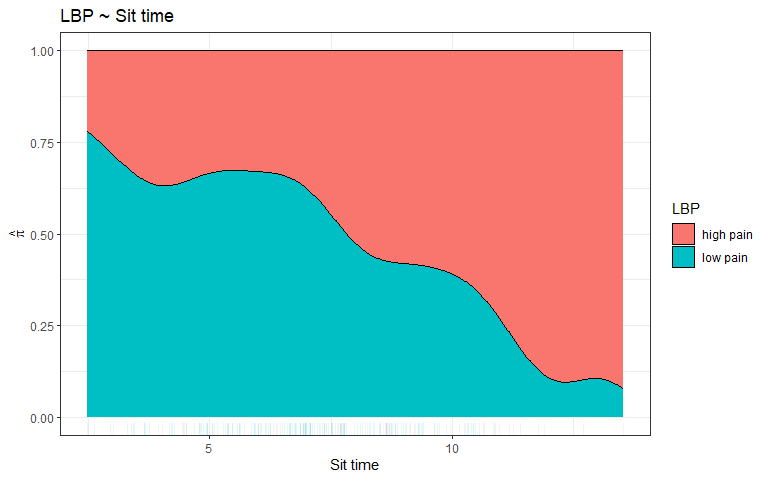 LBP ~ Sit time
1.00
0.75
0.50
0.25
0.00
π̂
5 10
Sit time
LBP
high pain
low pain